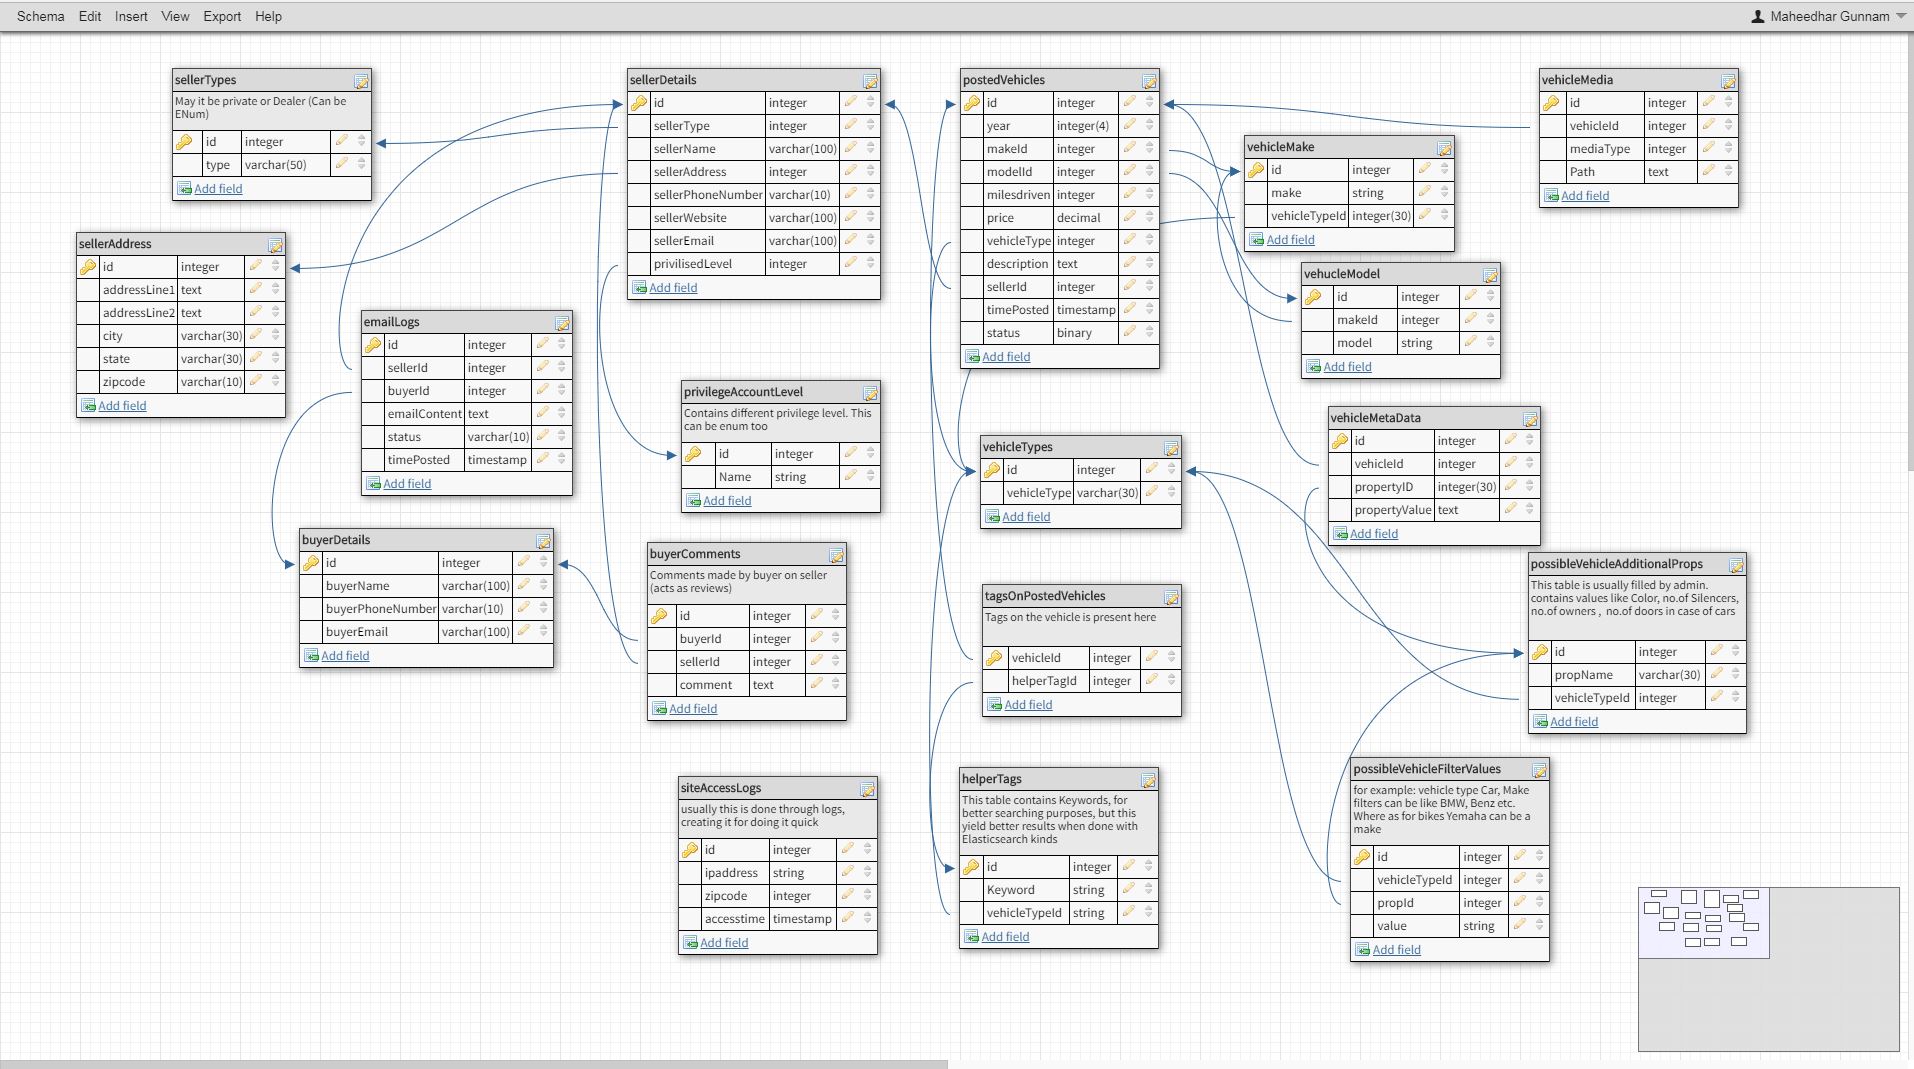 Schema Edit Insert View Export Help
Maheedhar Gunnam
sellerTypes
May it be private or Dealer (Can be
ENum)
id integer
type varchar(50)
Add field
sellerAddress
id integer
addressLine1 text
addressLine2 text
city varchar(30)
state varchar(30)
zipcode varchar(10)
Add field
emailLogs
id integer
sellerId integer
buyerId integer
emailContent text
status varchar(10)
timePosted timestamp
Add field
buyerDetails
id integer
buyerName varchar(100)
buyerPhoneNumber varchar(10)
buyerEmail varchar(100)
Add field
sellerDetails
id integer
sellerType integer
sellerName varchar(100)
sellerAddress integer
sellerPhoneNumber varchar(10)
sellerWebsite varchar(100)
sellerEmail varchar(100)
privilisedLevel integer
Add field
privilegeAccountLevel
Contains different privilege level. This
can be enum too
id integer
Name string
Add field
buyerComments
Comments made by buyer on seller
(acts as reviews)
id integer
buyerId integer
sellerId integer
comment text
Add field
siteAccessLogs
usually this is done through logs,
creating it for doing it quick
id integer
ipaddress string
zipcode integer
accesstime timestamp
Add field
postedVehicles
id integer
year integer(4)
makeId integer
modelId integer
milesdriven integer
price decimal
vehicleType integer
description text
sellerId integer
timePosted timestamp
status binary
Add field
vehicleTypes
id integer
vehicleType varchar(30)
Add field
tagsOnPostedVehicles
Tags on the vehicle is present here
vehicleId integer
helperTagId integer
Add field
helperTags
This table contains Keywords, for
better searching purposes, but this
yield better results when done with
Elasticsearch kinds
id integer
Keyword string
vehicleTypeId string
Add field
vehicleMake
id integer
make string
vehicleTypeId integer(30)
Add field
vehucleModel
id integer
makeId integer
model string
Add field
vehicleMetaData
id integer
vehicleId integer
propertyID integer(30)
propertyValue text
Add field
vehicleMedia
id integer
vehicleId integer
mediaType integer
Path text
Add field
possibleVehicleAdditionalProps
This table is usually filled by admin.
contains values like Color, no.of Silencers,
no.of owners , no.of doors in case of cars
id integer
propName varchar(30)
vehicleTypeId integer
Add field
possibleVehicleFilterValues
for example: vehicle type Car, Make
filters can be like BMW, Benz etc.
Where as for bikes Yemaha can be a
make
id integer
vehicleTypeId integer
propId integer
value string
Add field